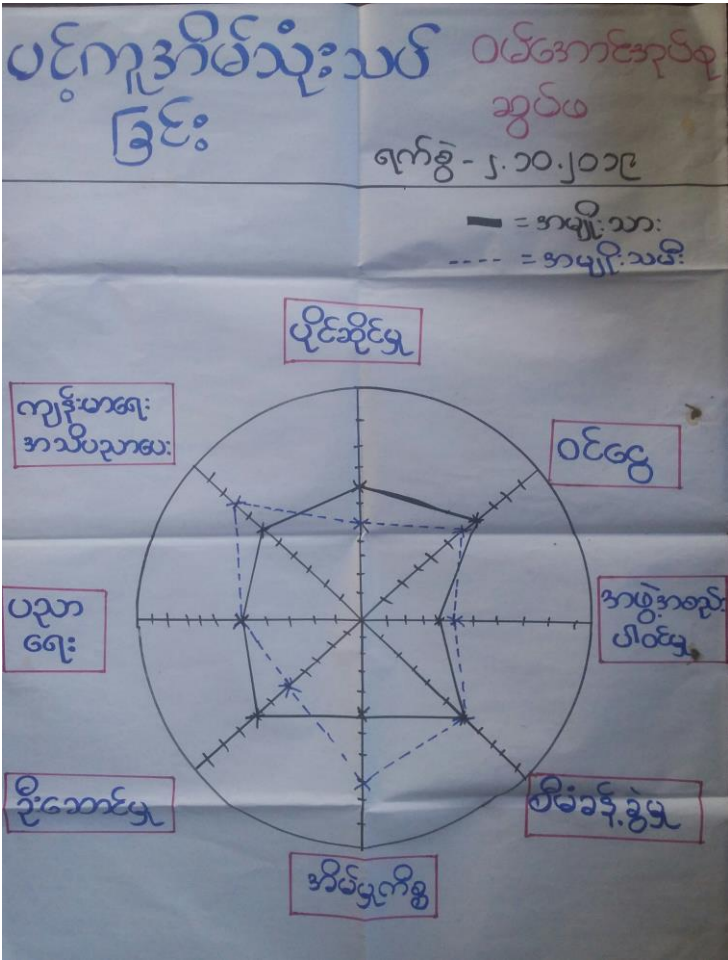 ပင့်ကူအိမ်သုံးသပ်
ခြင်း
ဝမ်အောင်အုပ်စု
ဆွပ်ဖ
ရက်စွဲ - ၂.၁၀.၂၀၁၉
= အမျိုးသား
---- = အမျိုးသမီး
ပိုင်ဆိုင်မှု
ကျန်းမာရေး
အသိပညာပေး
ဝင်ငွေ
ပညာ
ရေး
အဖွဲ့အစည်း
ပါဝင်မှု
ဦးဆောင်မှု
စီမံခန့်ခွဲမှု
အိမ်မှုကိစ္စ